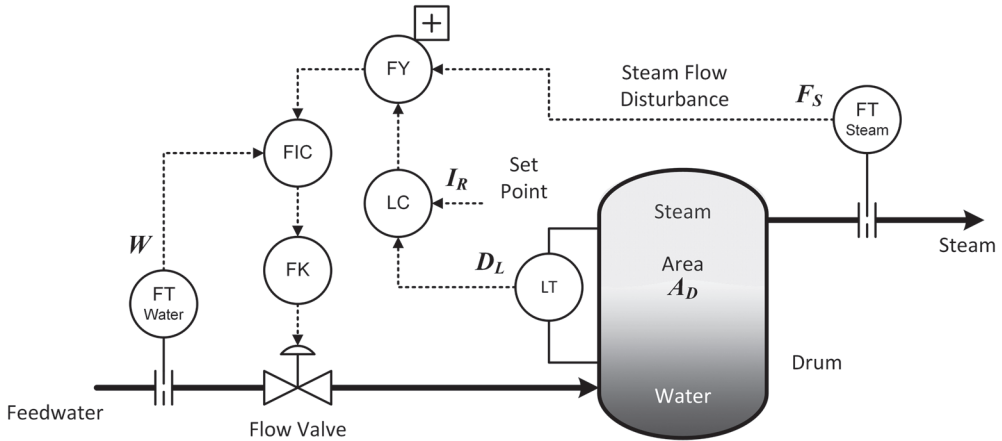 +
FY
Steam Flow
Disturbance
F_S
FT
Steam
FIC
Set
Point
I_R
LC
Steam
W
Steam
D_L
Area
A_D
FK
LT
FT
Water
Drum
Water
Feedwater
Flow Valve